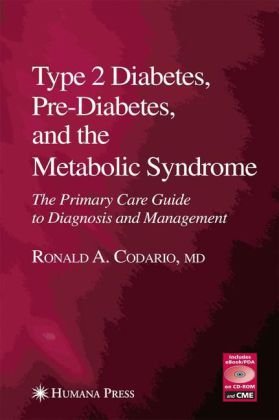 Type 2 Diabetes,
Pre-Diabetes,
and the
Metabolic Syndrome
The Primary Care Guide
to Diagnosis and Management
RONALD A. CODARIO, MD
Includes
eBook/PDA
on CD-ROM
and CME
HUMANA PRESS